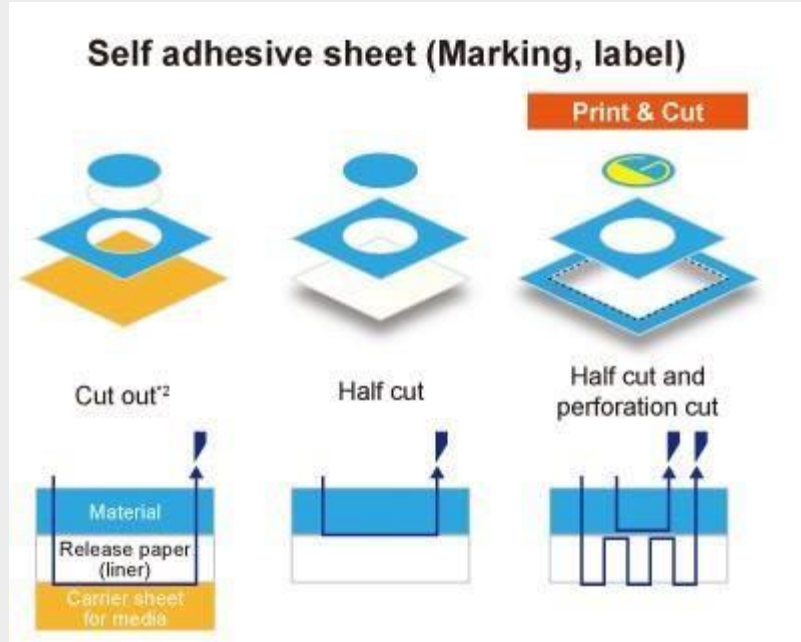 Self adhesive sheet (Marking, label)
Print & Cut
Cut out*2
Half cut
Half cut and
perforation cut
Material
Release paper
(liner)
Carrier sheet
for media